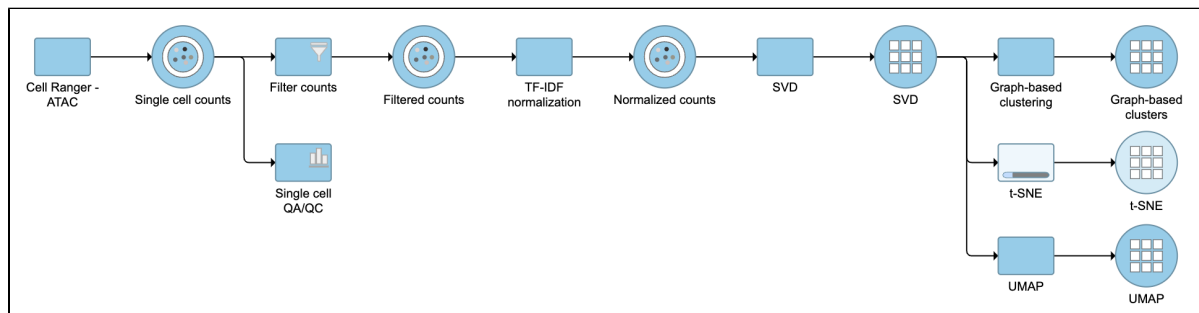 Cell Ranger -
ATAC
Single cell counts
Filter counts
Filtered counts
TF-IDF
normalization
Normalized counts
SVD
SVD
Graph-based
clustering
Graph-based
clusters
Single cell
QA/QC
t-SNE
t-SNE
UMAP
UMAP